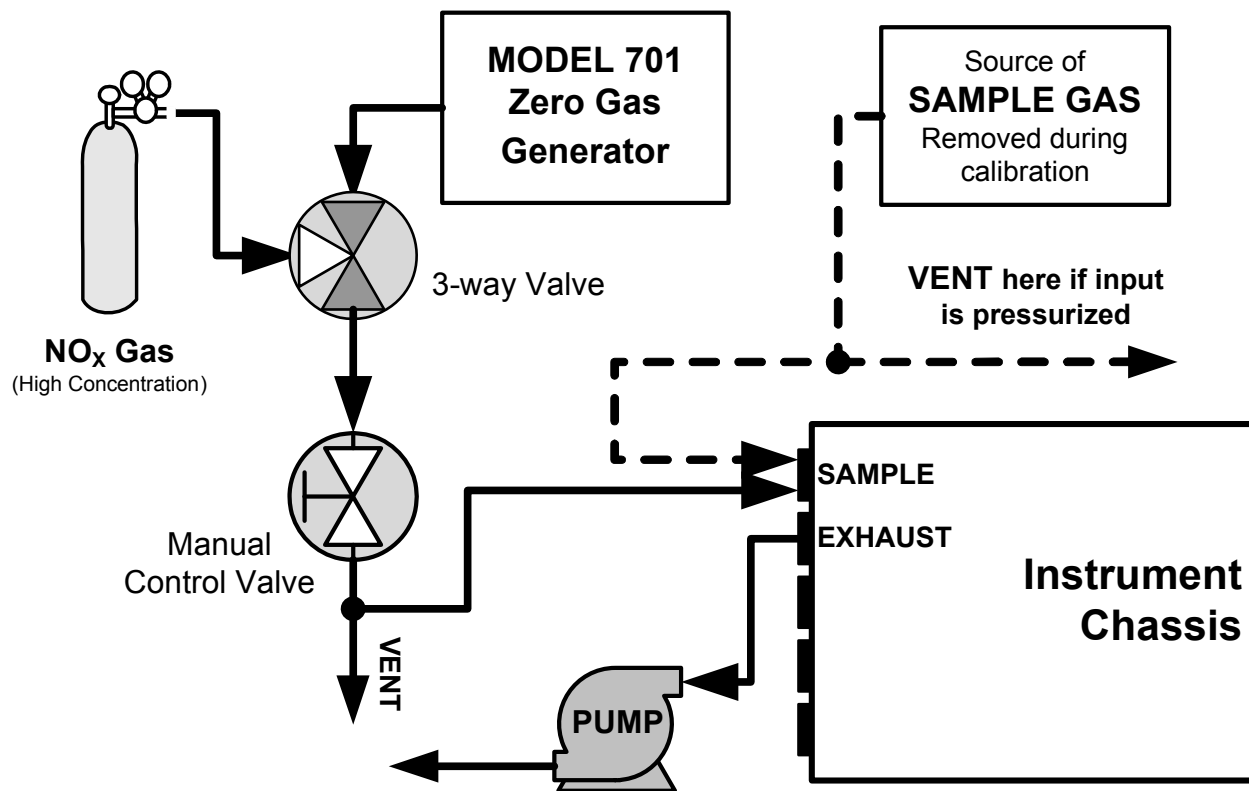 MODEL 701
Zero Gas
Generator
Source of
SAMPLE GAS
Removed during
calibration
3-way Valve
VENT here if input
is pressurized
NOX Gas
(High Concentration)
Manual
Control Valve
VENT
SAMPLE
EXHAUST
Instrument
Chassis
PUMP